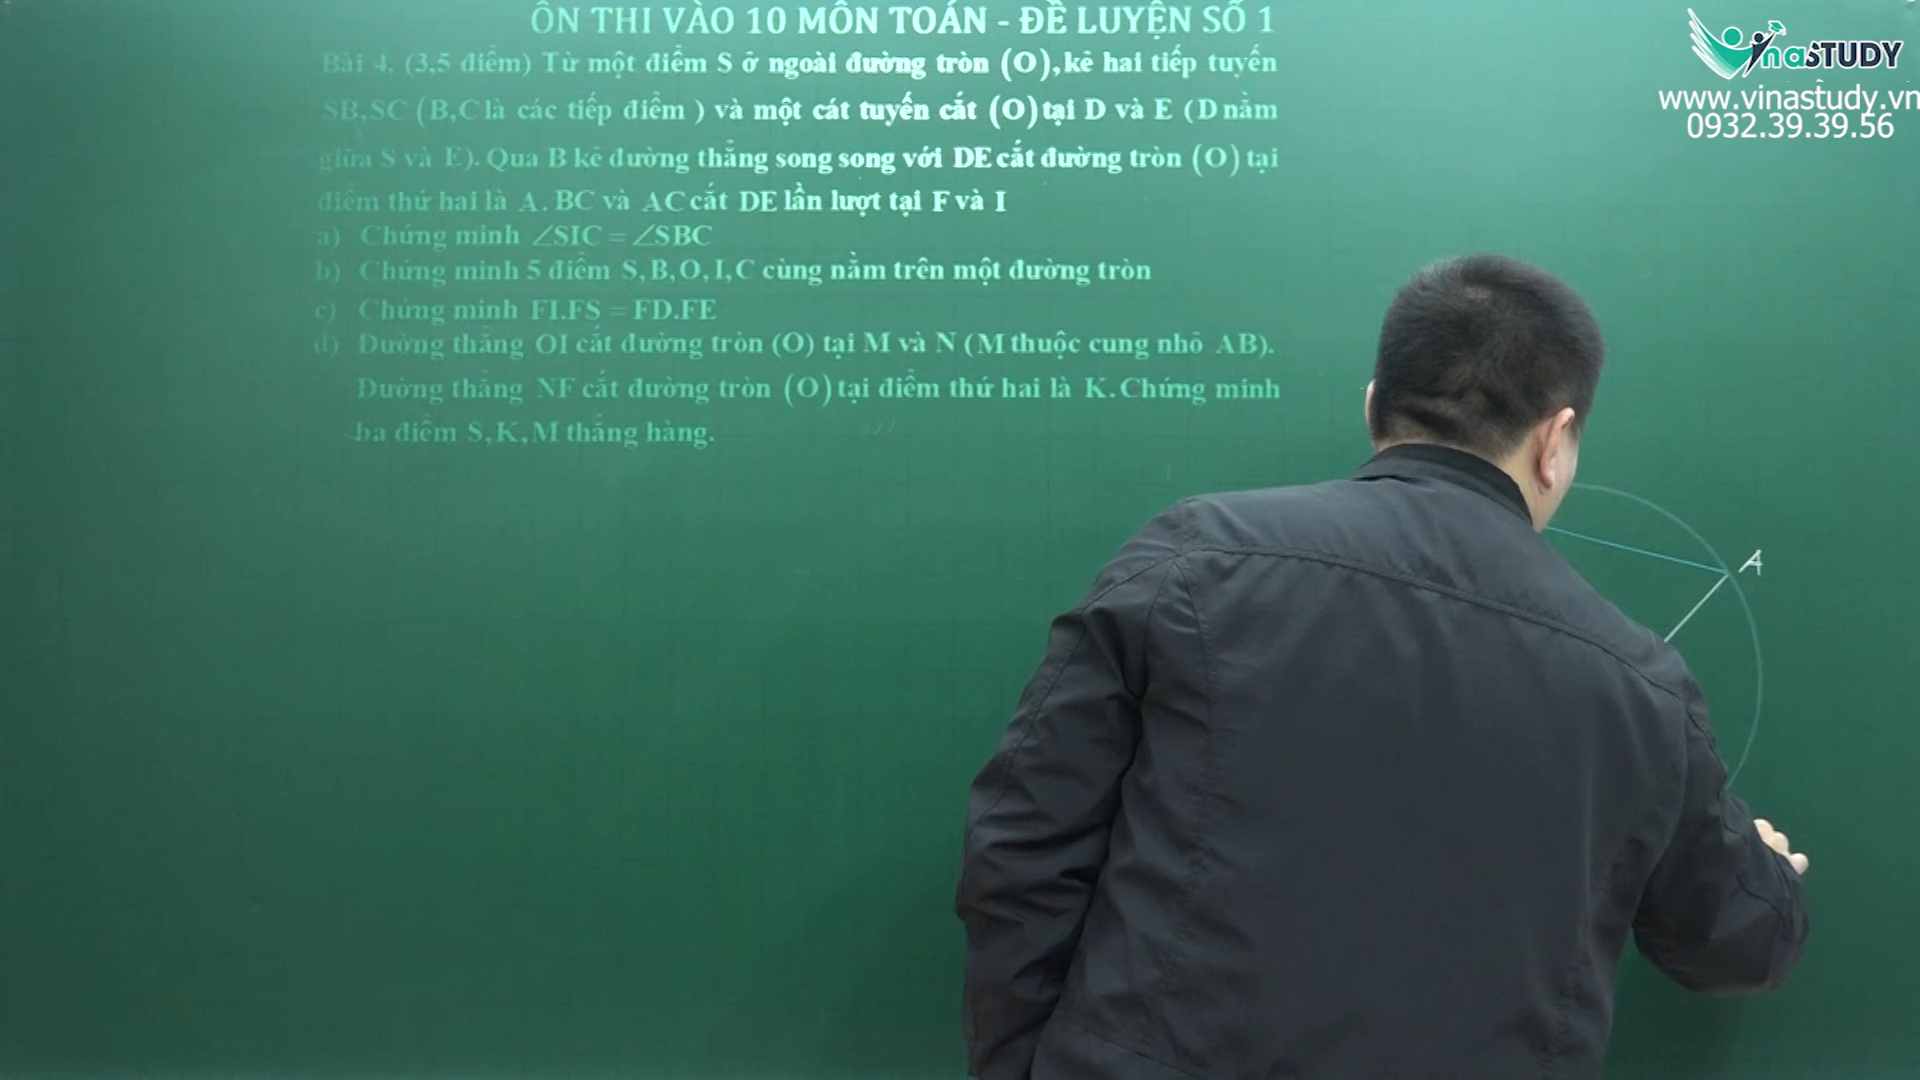 ÔN THI VÀO 10 MÔN TOÁN - ĐỀ LUYỆN SỐ 1
Bài 4. (3,5 điểm) Từ một điểm S ở ngoài đường tròn (O), kẻ hai tiếp tuyến
SB, SC (B, C là các tiếp điểm ) và một cát tuyến cắt (O) tại D và E (D nằm
giữa S và E). Qua B kẻ đường thẳng song song với DE cắt đường tròn (O) tại
điểm thứ hai là A. BC và AC cắt DE lần lượt tại F và I
a) Chứng minh ∠SIC = ∠SBC
b) Chứng minh 5 điểm S, B, O, I, C cùng nằm trên một đường tròn
c) Chứng minh FI.FS = FD.FE
d) Đường thẳng OI cắt đường tròn (O) tại M và N (M thuộc cung nhỏ AB).
Đường thẳng NF cắt đường tròn (O) tại điểm thứ hai là K. Chứng minh
ba điểm S, K, M thẳng hàng.
VinaSTUDY
www.vinastudy.vn
0932.39.39.56
A